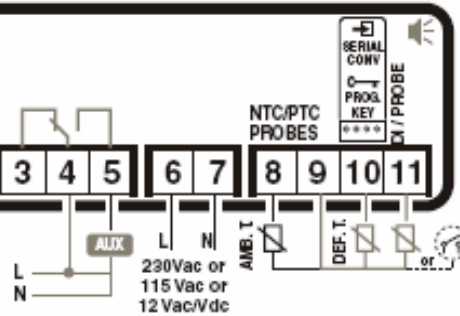 SERIAL
CONV
PROG.
KEY
DI / PROBE
NTC/PTC
PROBES
3 4 5 6 7 8 9 10 11
AUX
L N
AMB. T.
DEF. T.
L
N
230Vac or
115 Vac or
12 Vac/Vdc
or